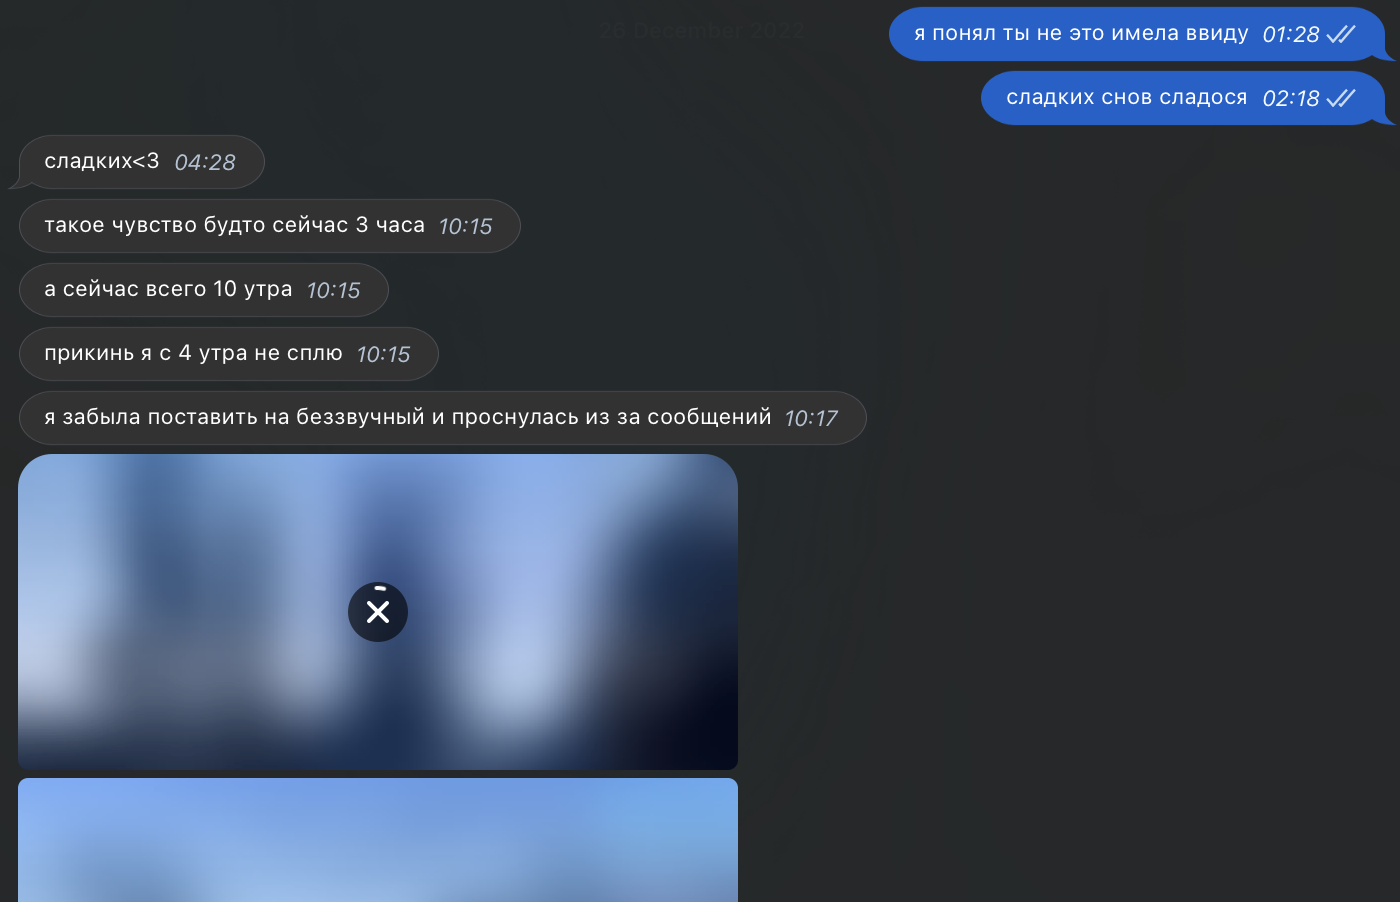 26 December 2022
я понял ты не это имела ввиду 01:28
сладких снов сладося 02:18
сладких<3 04:28
такое чувство будто сейчас 3 часа 10:15
а сейчас всего 10 утра 10:15
прикинь я с 4 утра не сплю 10:15
я забыла поставить на беззвучный и проснулась из за сообщений 10:17